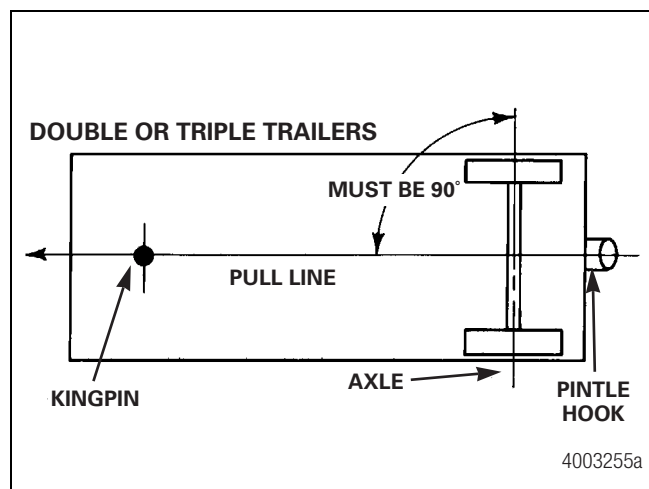 DOUBLE OR TRIPLE TRAILERS
MUST BE 90°
PULL LINE
KINGPIN
AXLE
PINTLE
HOOK
4003255a